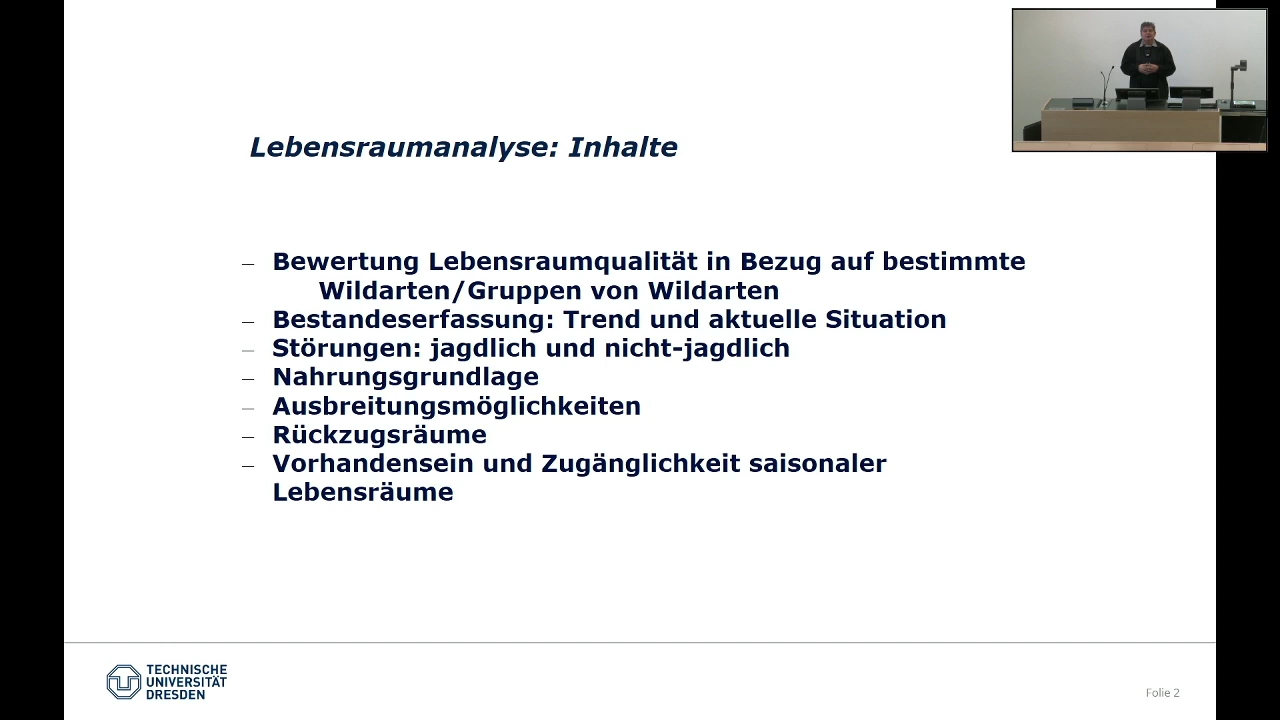 Lebensraumanalyse: Inhalte
– Bewertung Lebensraumqualität in Bezug auf bestimmte
Wildarten/Gruppen von Wildarten
– Bestandeserfassung: Trend und aktuelle Situation
– Störungen: jagdlich und nicht-jagdlich
– Nahrungsgrundlage
– Ausbreitungsmöglichkeiten
– Rückzugsräume
– Vorhandensein und Zugänglichkeit saisonaler
Lebensräume
TECHNISCHE
UNIVERSITÄT
DRESDEN
Folie 2